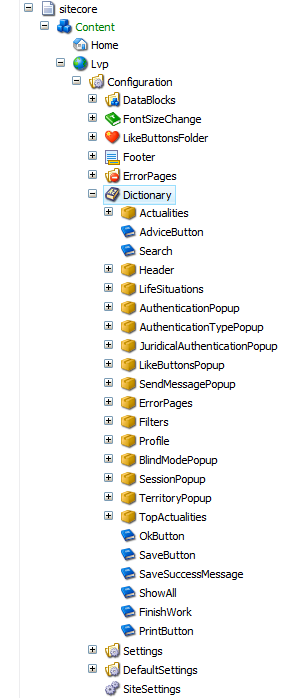 sitecore
Content
Home
Lvp
Configuration
DataBlocks
FontSizeChange
LikeButtonsFolder
Footer
ErrorPages
Dictionary
Actualities
AdviceButton
Search
Header
LifeSituations
AuthenticationPopup
AuthenticationTypePopup
JuridicalAuthenticationPopup
LikeButtonsPopup
SendMessagePopup
ErrorPages
Filters
Profile
BlindModePopup
SessionPopup
TerritoryPopup
TopActualities
OkButton
SaveButton
SaveSuccessMessage
ShowAll
FinishWork
PrintButton
Settings
DefaultSettings
SiteSettings